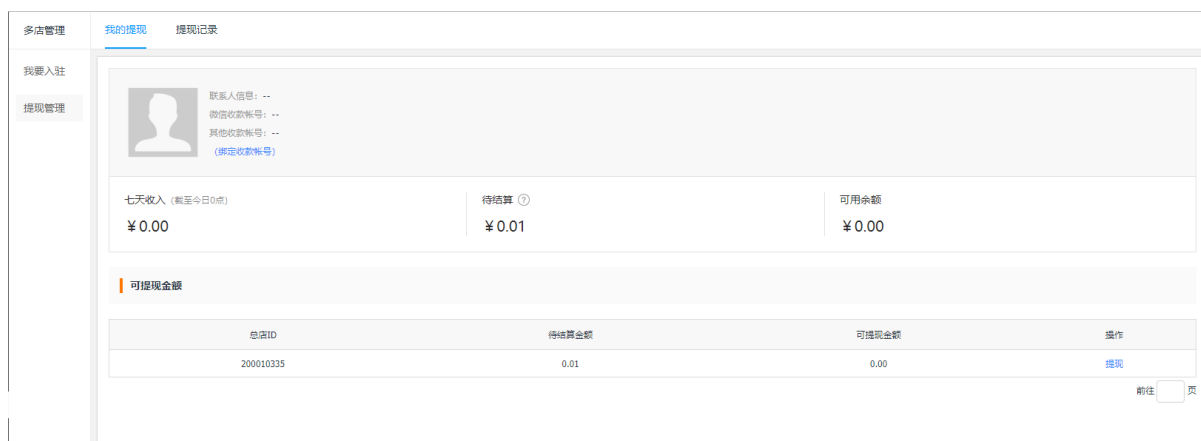 多店管理
我的提现 提现记录
我要入驻
提现管理
联系人信息：--
微信收款帐号：--
其他收款帐号：--
(绑定收款帐号)
七天收入 (截至今日0点) 待结算 ? 可用余额
¥0.00 ¥0.01 ¥0.00
可提现金额
总店ID 待结算金额 可提现金额 操作
200010335 0.01 0.00 提现
前往 页